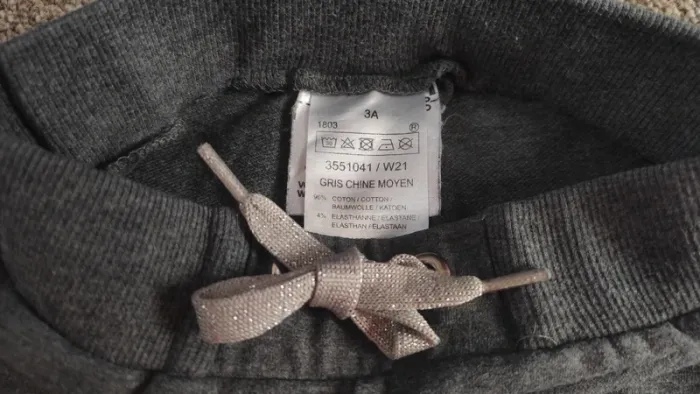 3A
1803
3551041 / W21
GRIS CHINE MOYEN
96% COTON / COTTON /
BAUMWOLLE / KATOEN
4% ELASTHANNE / ELASTANE
ELASTHAN / ELASTAAN